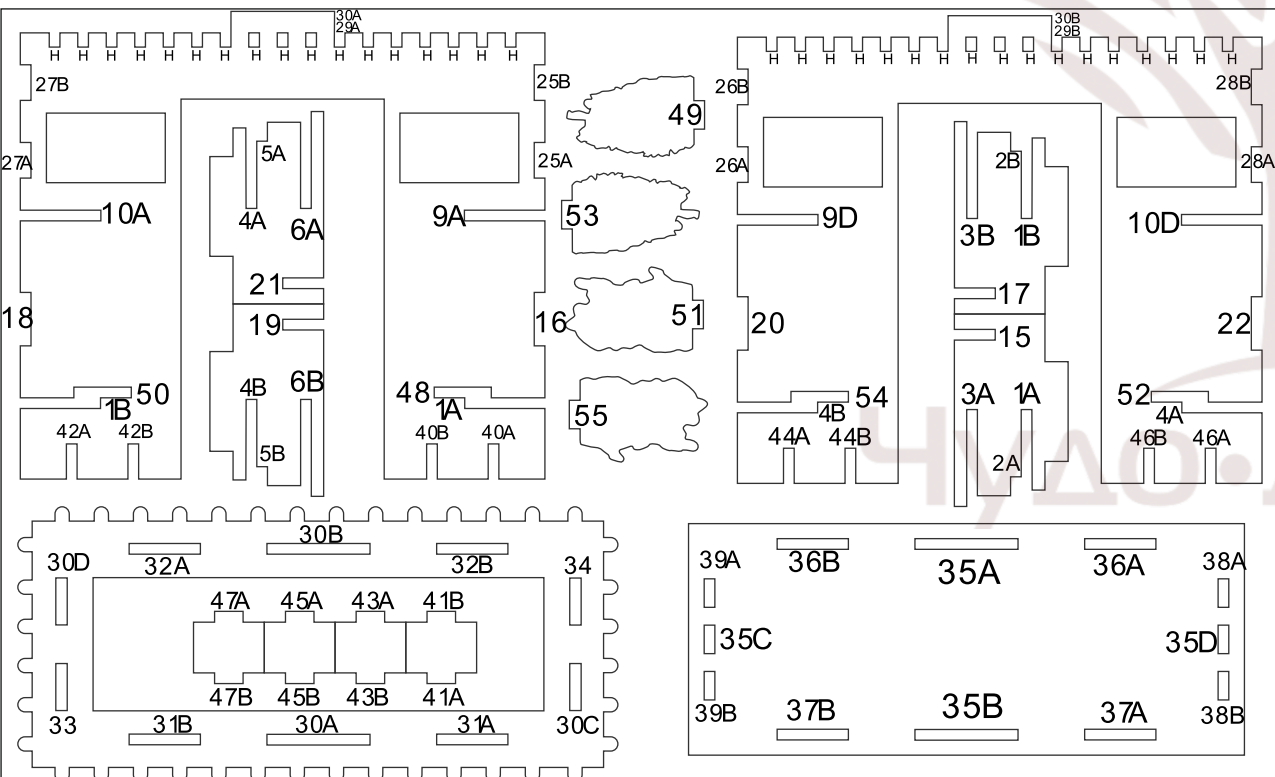 30A
29A
H H H H H H H H H H H H H H H H H
27B
25B
27A
25A
5A
4A
6A
10A
9A
21
19
18
16
4B
6B
50
48
1B
1A
42A
42B
5B
40B
40A
49
53
51
55
30B
29B
H H H H H H H H H H H H H H H H H
26B
28B
26A
28A
2B
9D
10D
3B
1B
17
15
20
22
3A
1A
54
52
4B
4A
44A
44B
2A
46B
46A
Чудо
30D
30B
34
32A
32B
47A
45A
43A
41B
47B
45B
43B
41A
33
31B
30A
31A
30C
39A
36B
35A
36A
38A
35C
35D
39B
37B
35B
37A
38B